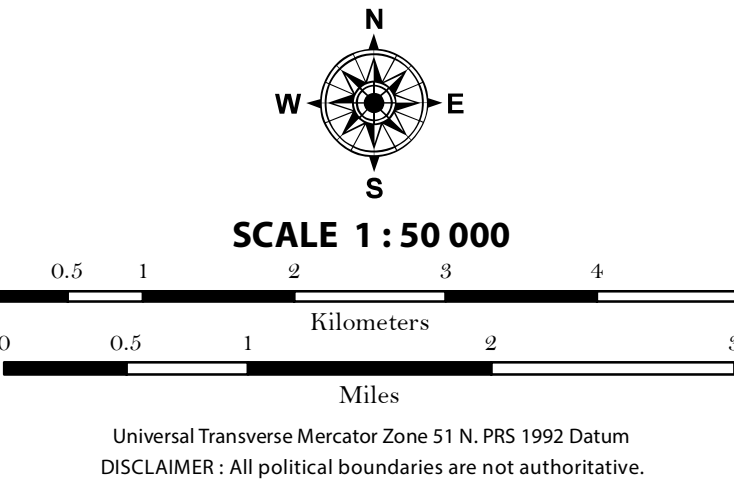 N
W E
S
SCALE 1 : 50 000
0.5 1 2 3 4
Kilometers
0 0.5 1 2 3
Miles
Universal Transverse Mercator Zone 51 N. PRS 1992 Datum
DISCLAIMER : All political boundaries are not authoritative.